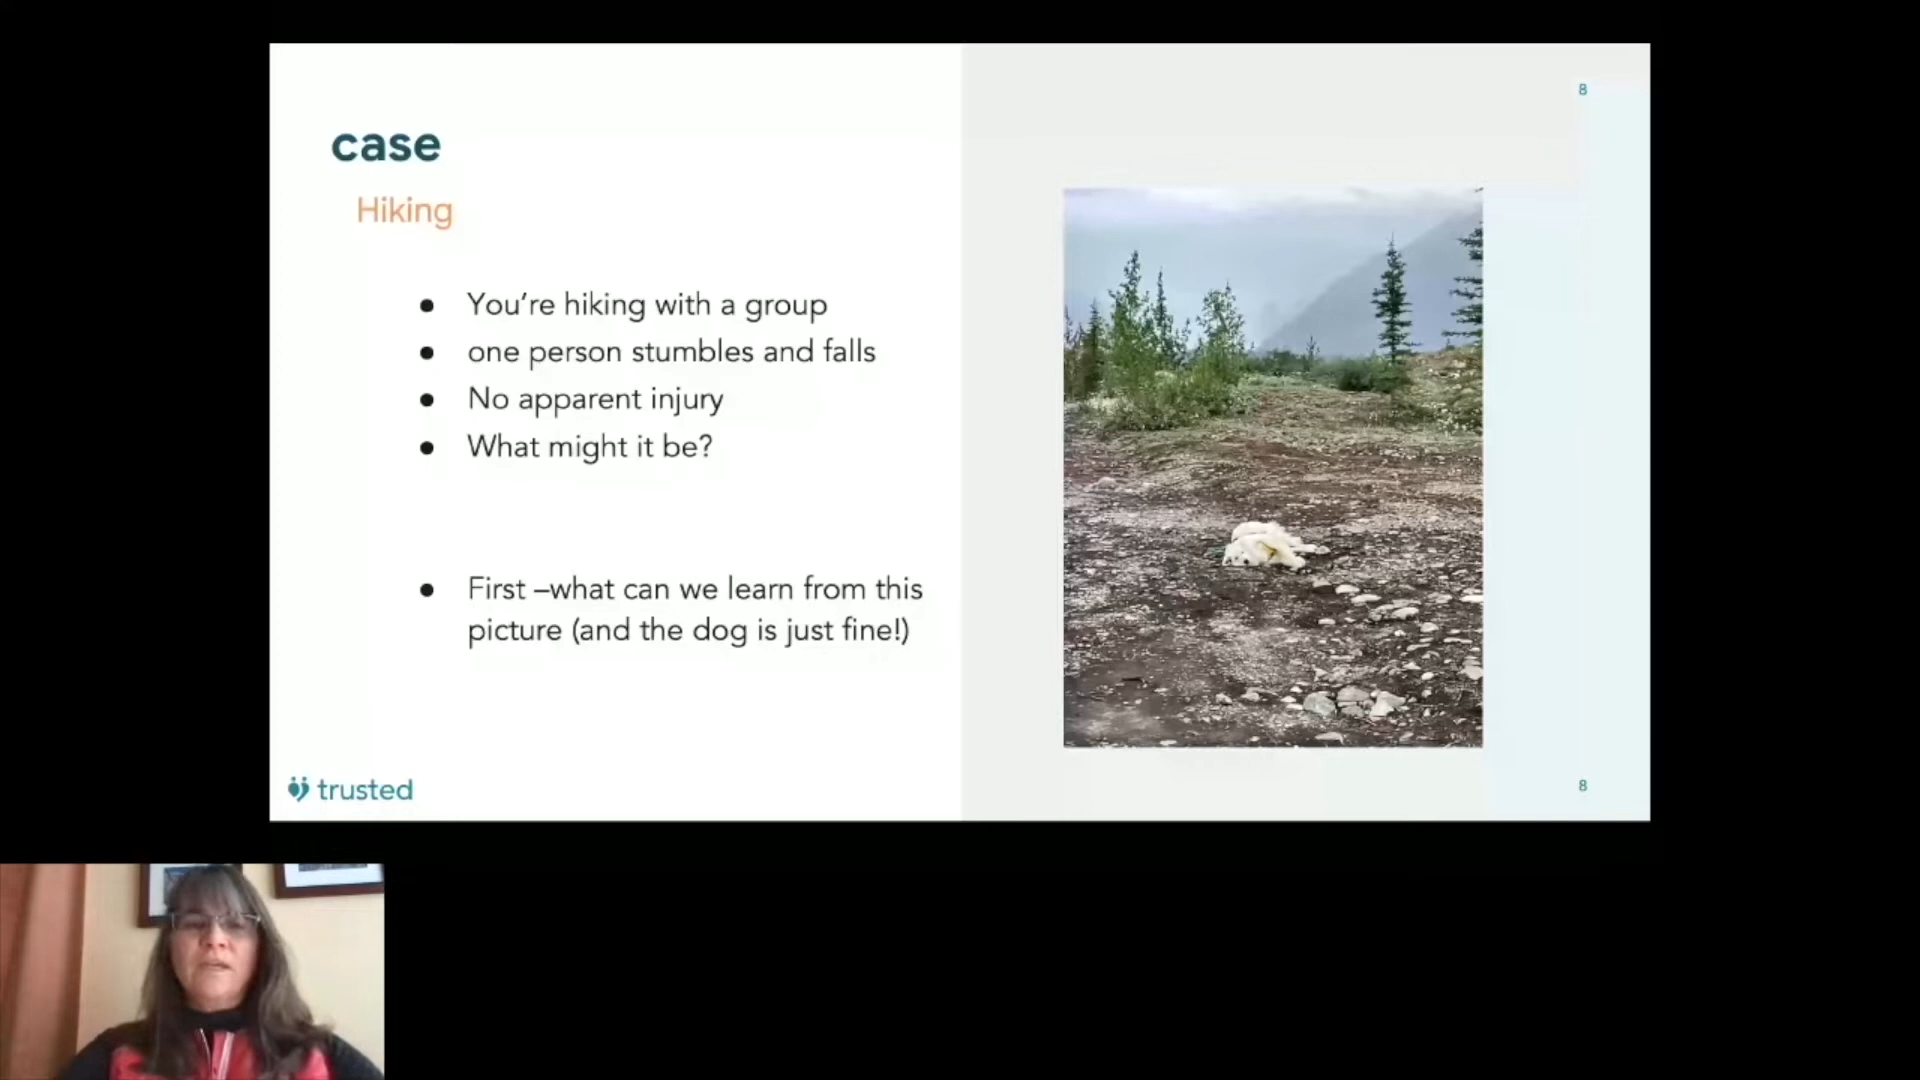 8
case
Hiking
● You're hiking with a group
● one person stumbles and falls
● No apparent injury
● What might it be?
● First –what can we learn from this
picture (and the dog is just fine!)
trusted
8